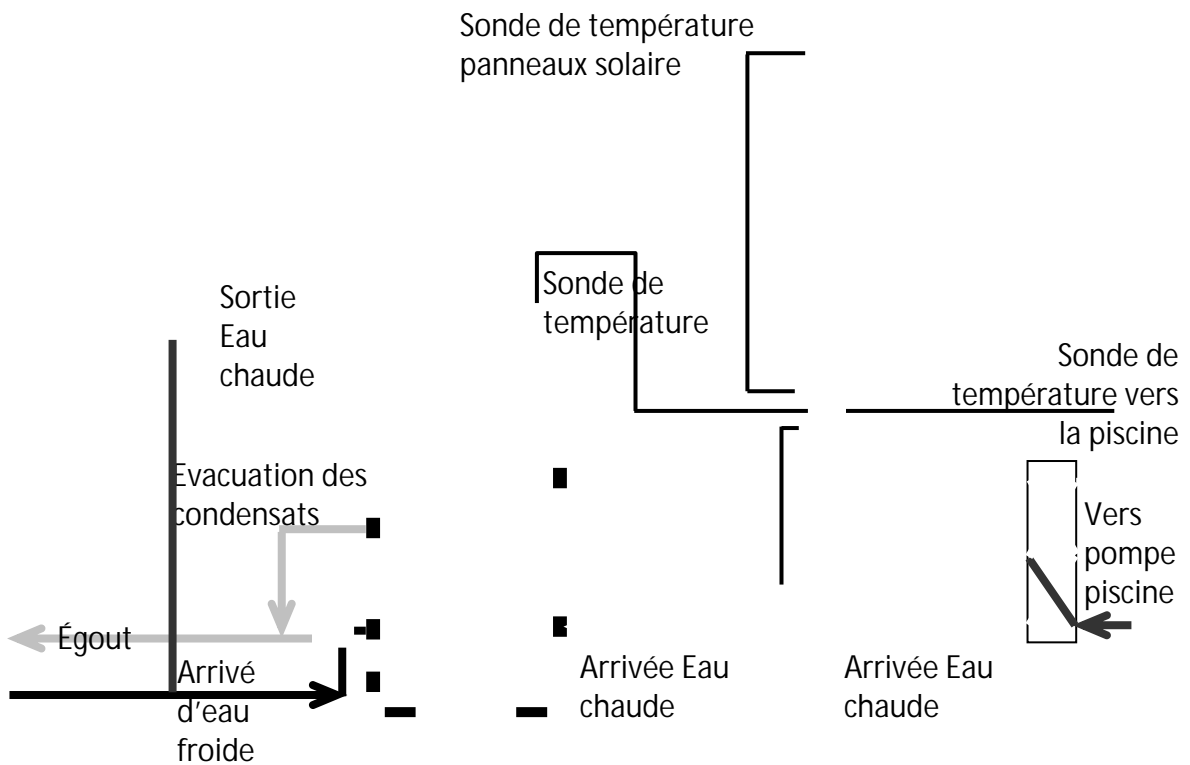 Sonde de température
panneaux solaire
Sonde de
température
Sortie
Eau
chaude
Sonde de
température vers
la piscine
Evacuation des
condensats
Vers
pompe
piscine
Égout
Arrivé
d'eau
froide
Arrivée Eau
chaude
Arrivée Eau
chaude